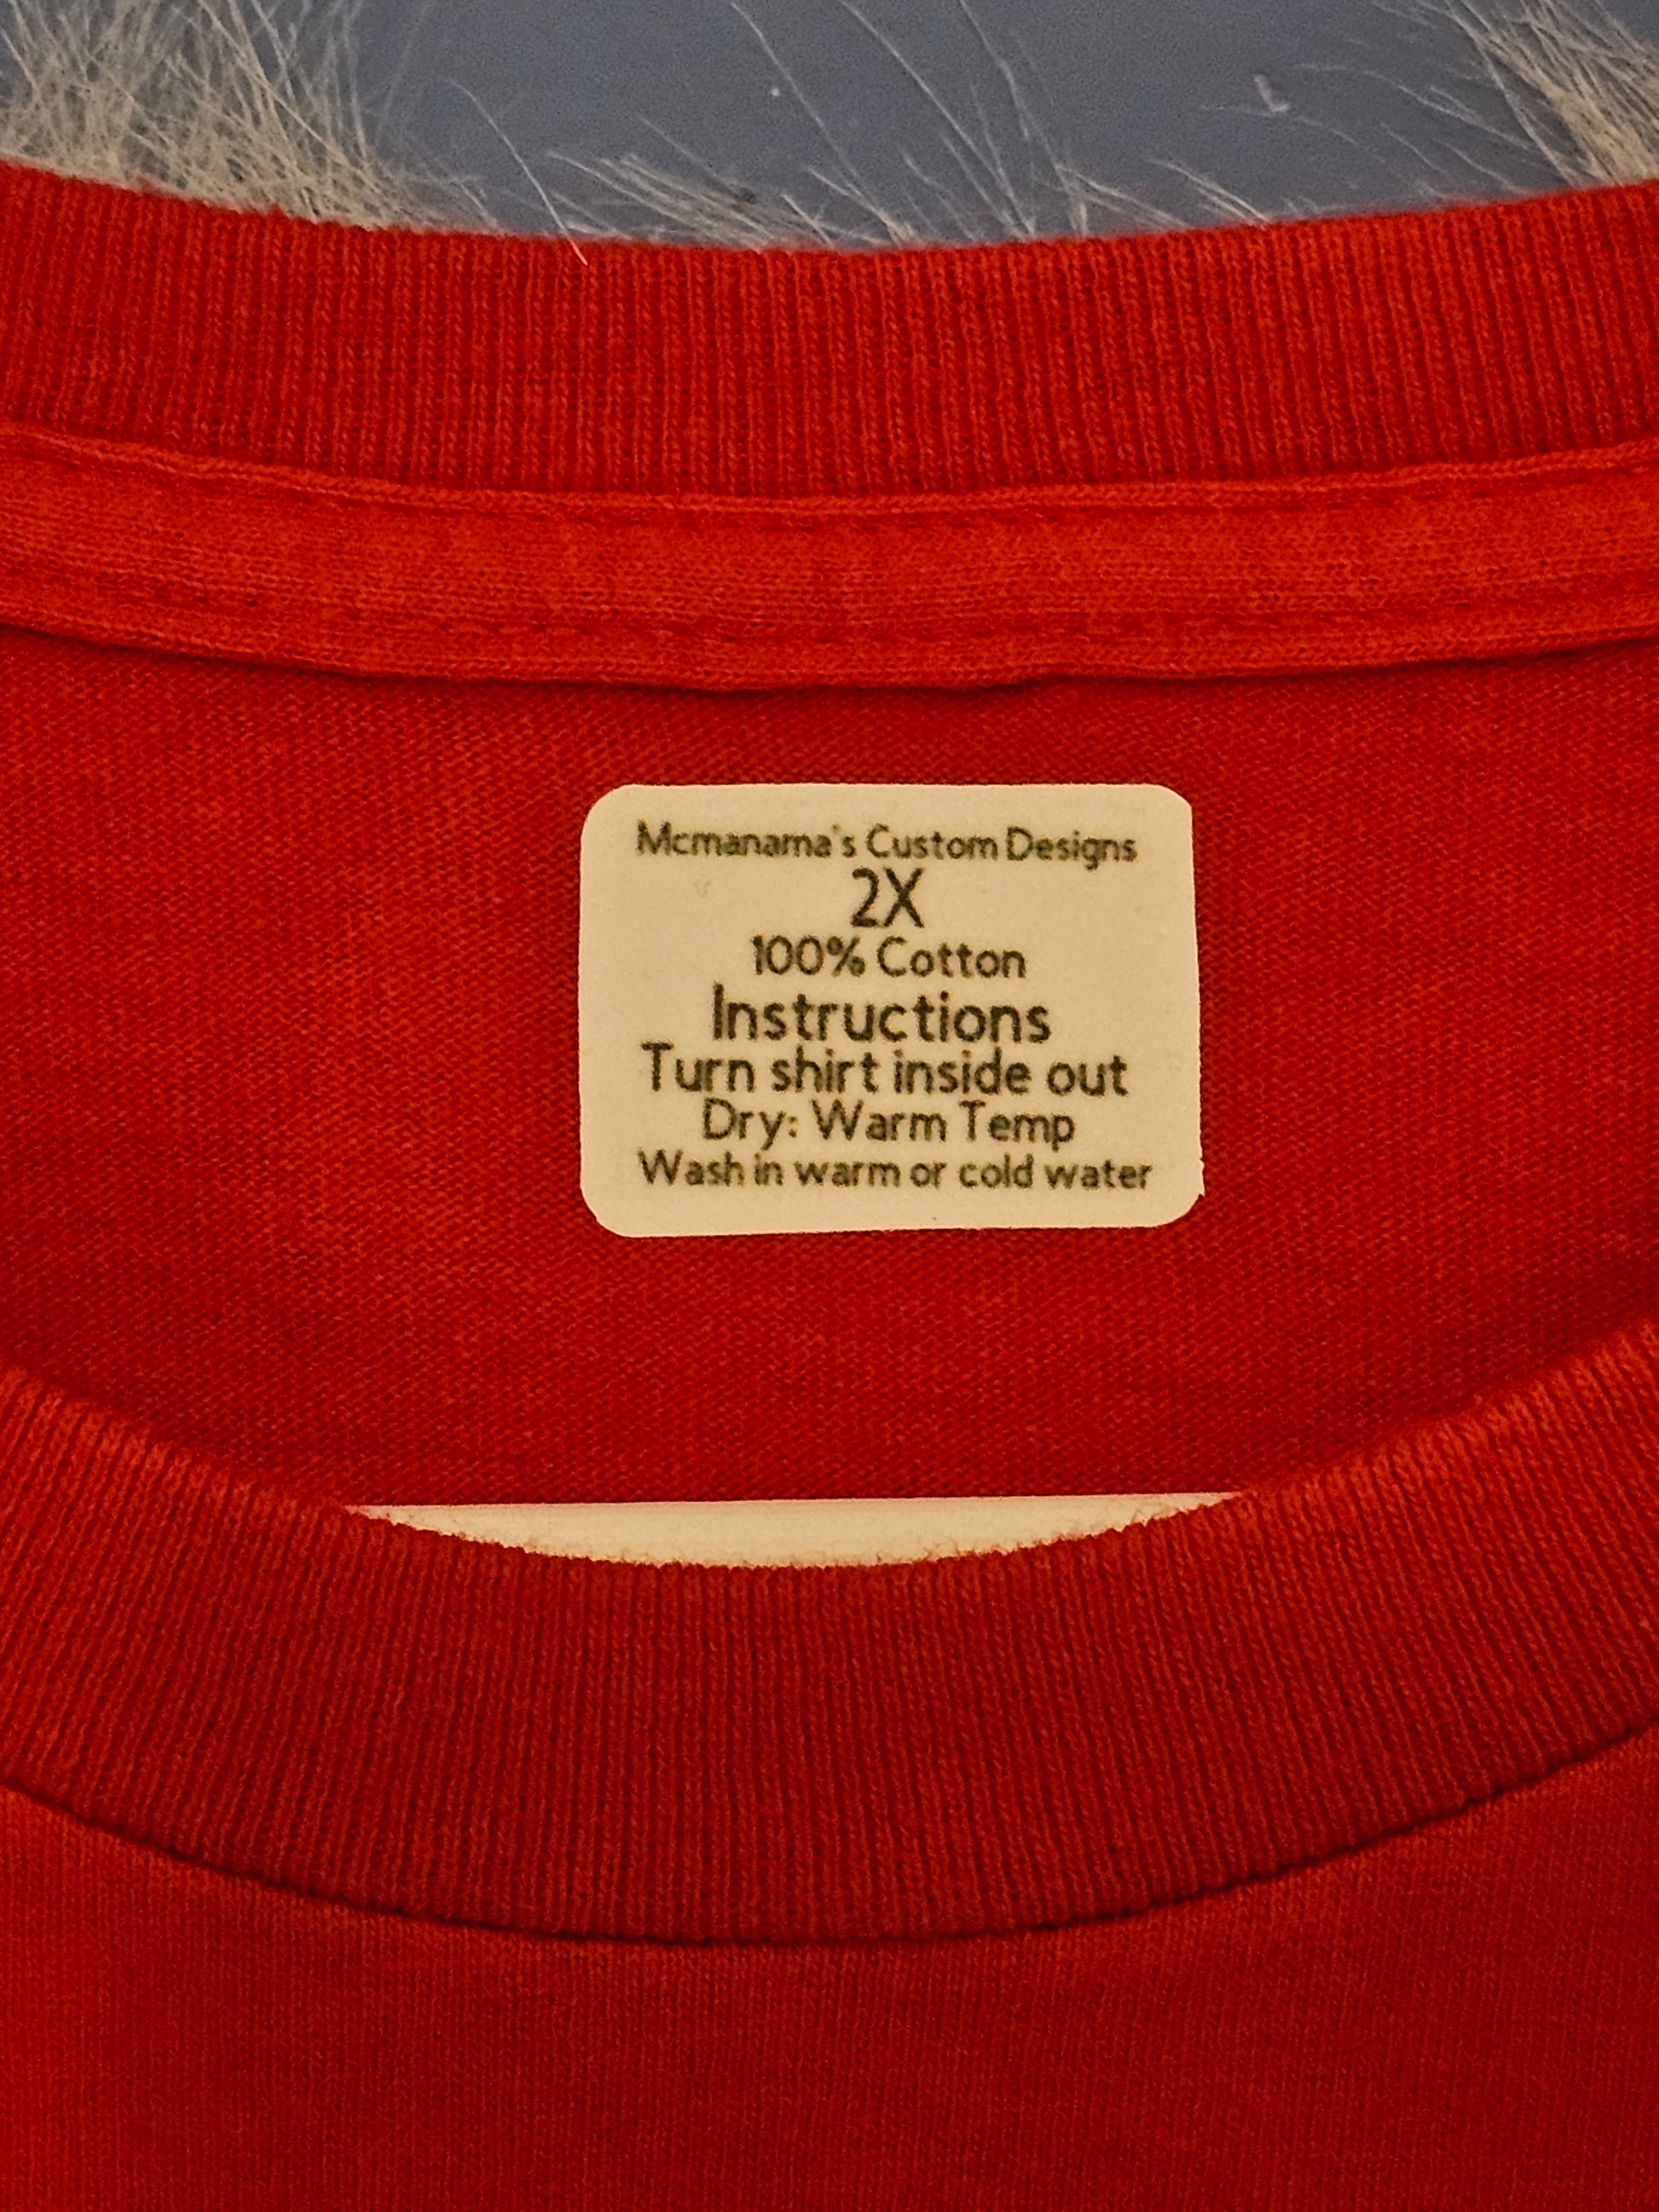 Mcmanama's Custom Designs
2X
100% Cotton
Instructions
Turn shirt inside out
Dry: Warm Temp
Wash in warm or cold water